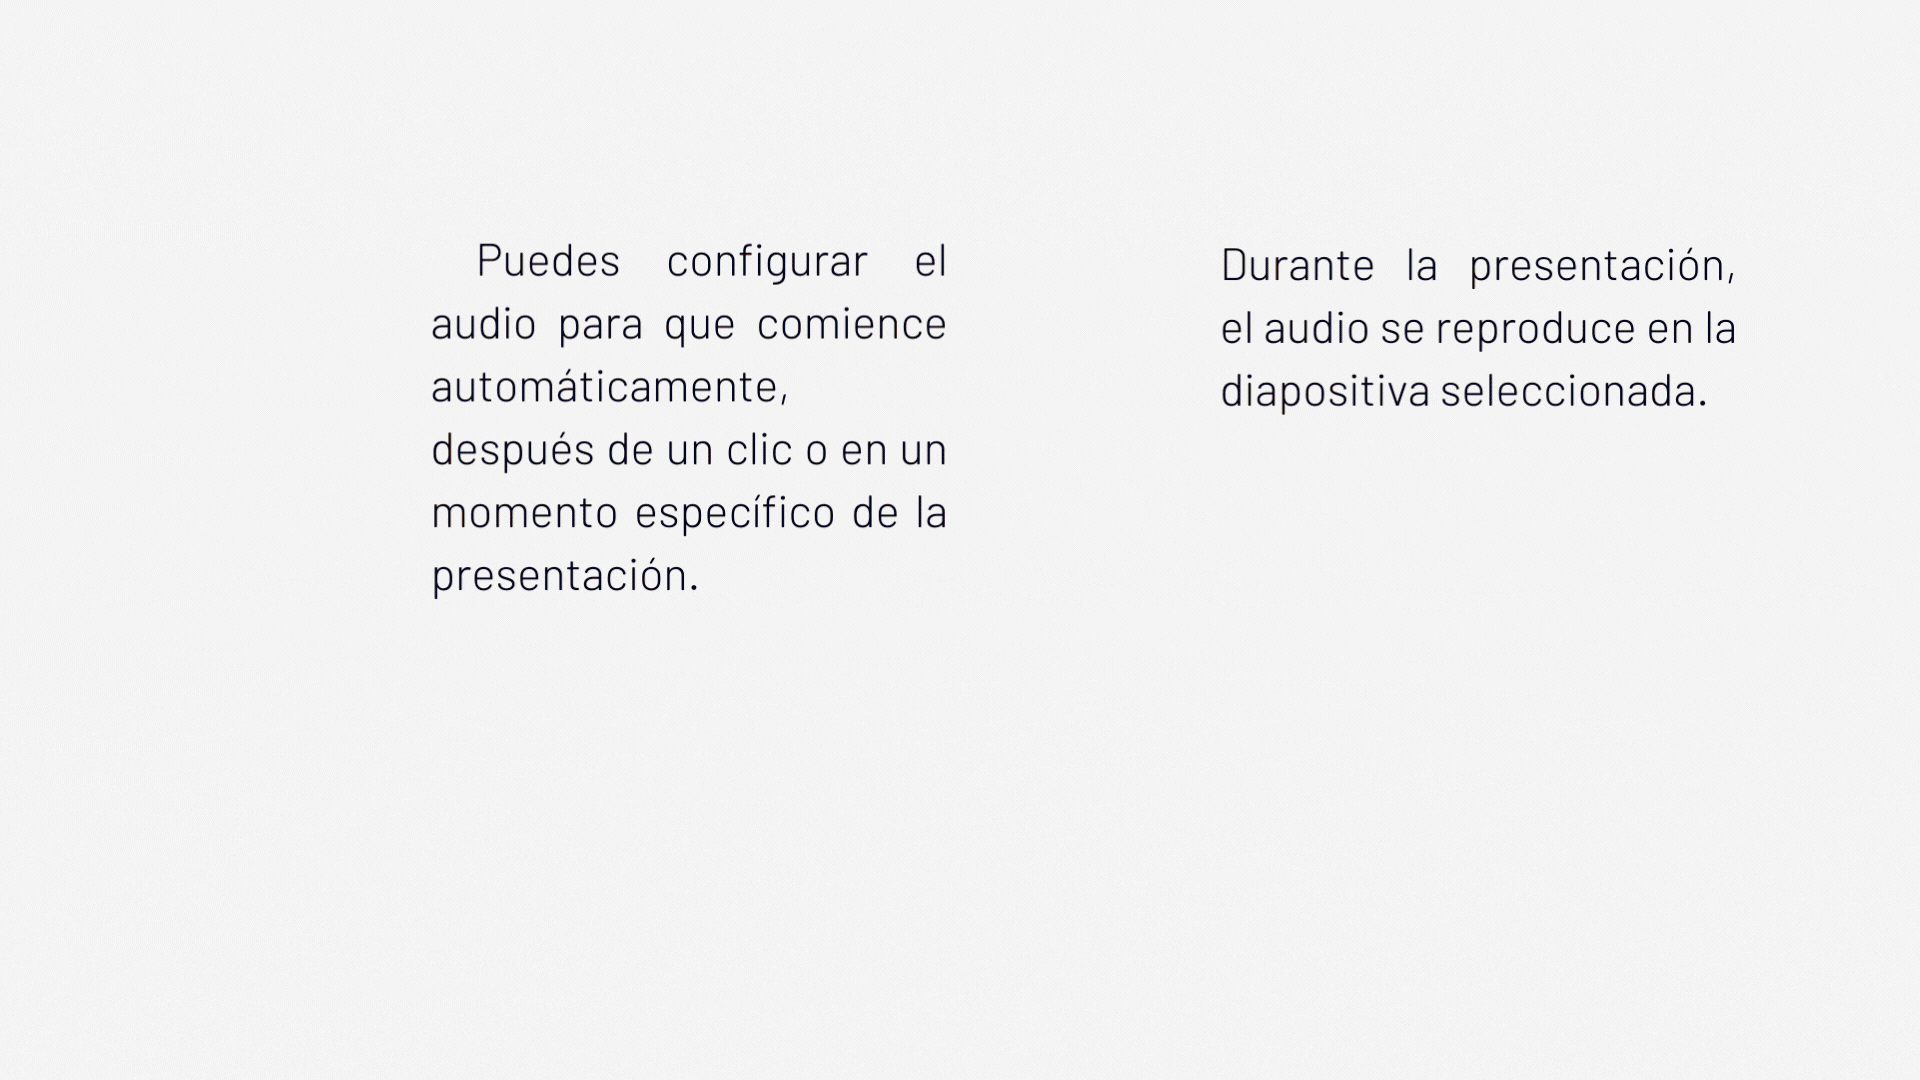 Puedes configurar el
audio para que comience
automáticamente,
después de un clic o en un
momento específico de la
presentación.
Durante la presentación,
el audio se reproduce en la
diapositiva seleccionada.